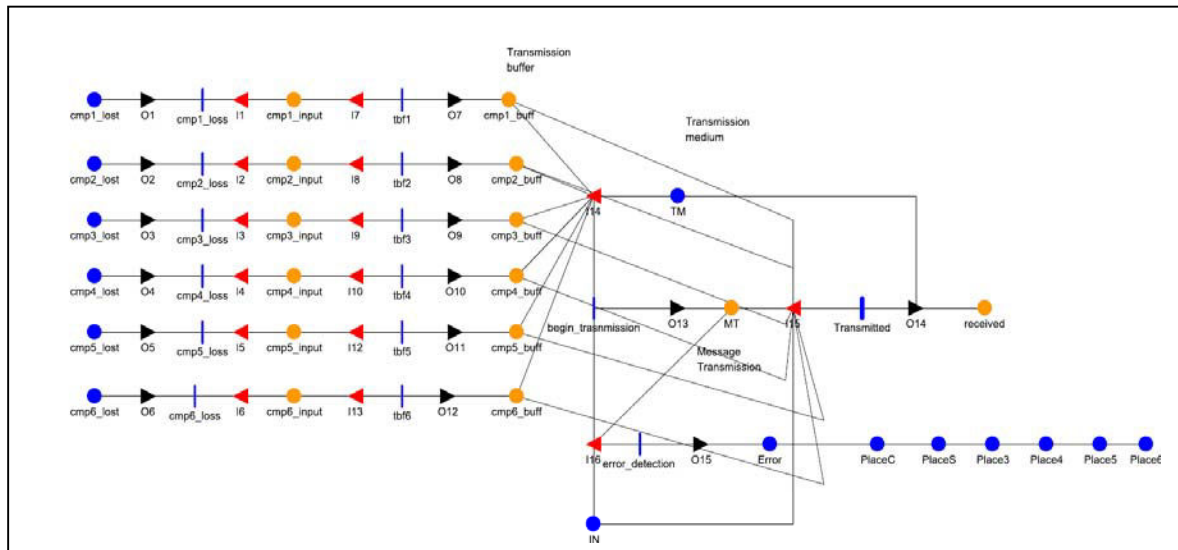 Transmission
buffer
cmp1_lost O1 cmp1_loss I1 cmp1_input I7 tbf1 O7 cmp1_buff
Transmission
medium
cmp2_lost O2 cmp2_loss I2 cmp2_input I8 tbf2 O8 cmp2_buff
I14 TM
cmp3_lost O3 cmp3_loss I3 cmp3_input I9 tbf3 O9 cmp3_buff
cmp4_lost O4 cmp4_loss I4 cmp4_input I10 tbf4 O10 cmp4_buff
begin_trasnmission O13 MT I15 Transmitted O14 received
cmp5_lost O5 cmp5_loss I5 cmp5_input I12 tbf5 O11 cmp5_buff
Message
Transmission
cmp6_lost O6 cmp6_loss I6 cmp6_input I13 tbf6 O12 cmp6_buff
I16 error_detection O15 Error PlaceC PlaceS Place3 Place4 Place5 Place6
IN